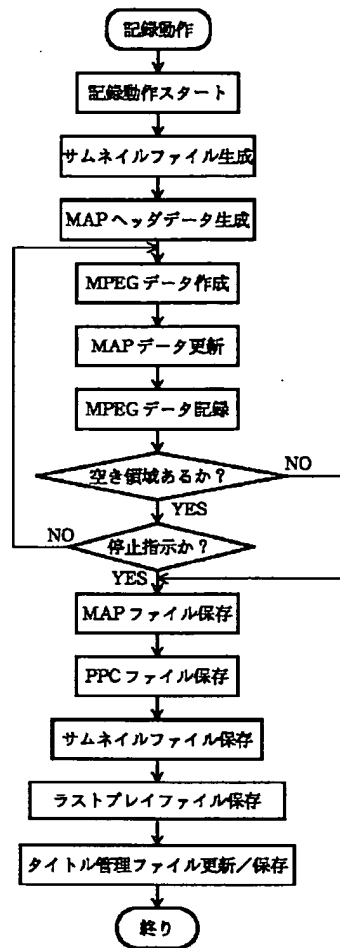 記録動作
記録動作スタート
サムネイルファイル生成
MAPヘッダデータ生成
MPEGデータ作成
MAPデータ更新
MPEGデータ記録
空き領域あるか?
NO
YES
停止指示か?
NO
YES
MAPファイル保存
PPCファイル保存
サムネイルファイル保存
ラストプレイファイル保存
タイトル管理ファイル更新/保存
終り